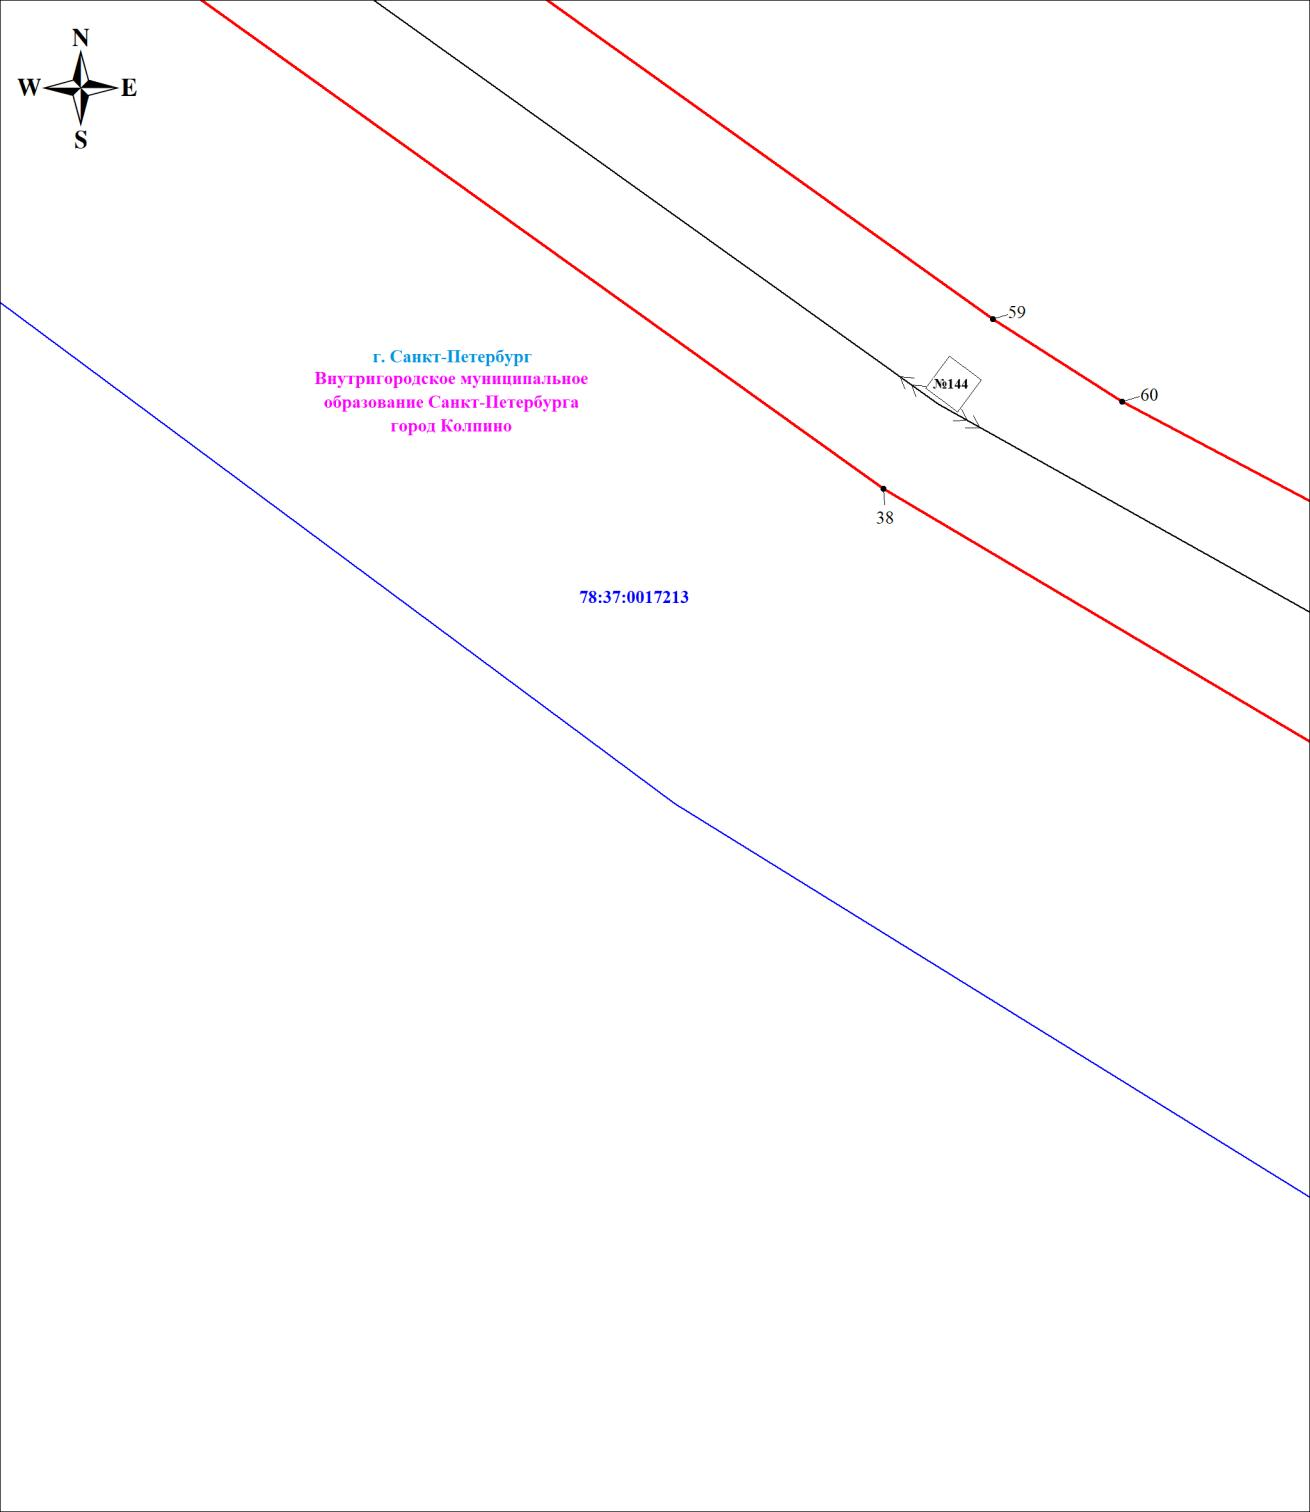 N
W E
S
59
г. Санкт-Петербург
Внутригородское муниципальное
образование Санкт-Петербурга
город Колпино
№144
60
38
78:37:0017213